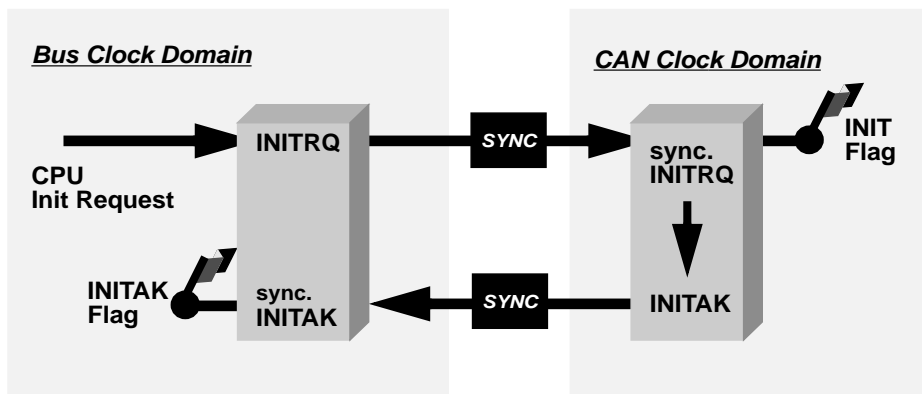 Bus Clock Domain
CAN Clock Domain
CPU
Init Request
INITRQ
SYNC
sync.
INITRQ
INIT
Flag
INITAK
Flag
sync.
INITAK
SYNC
INITAK